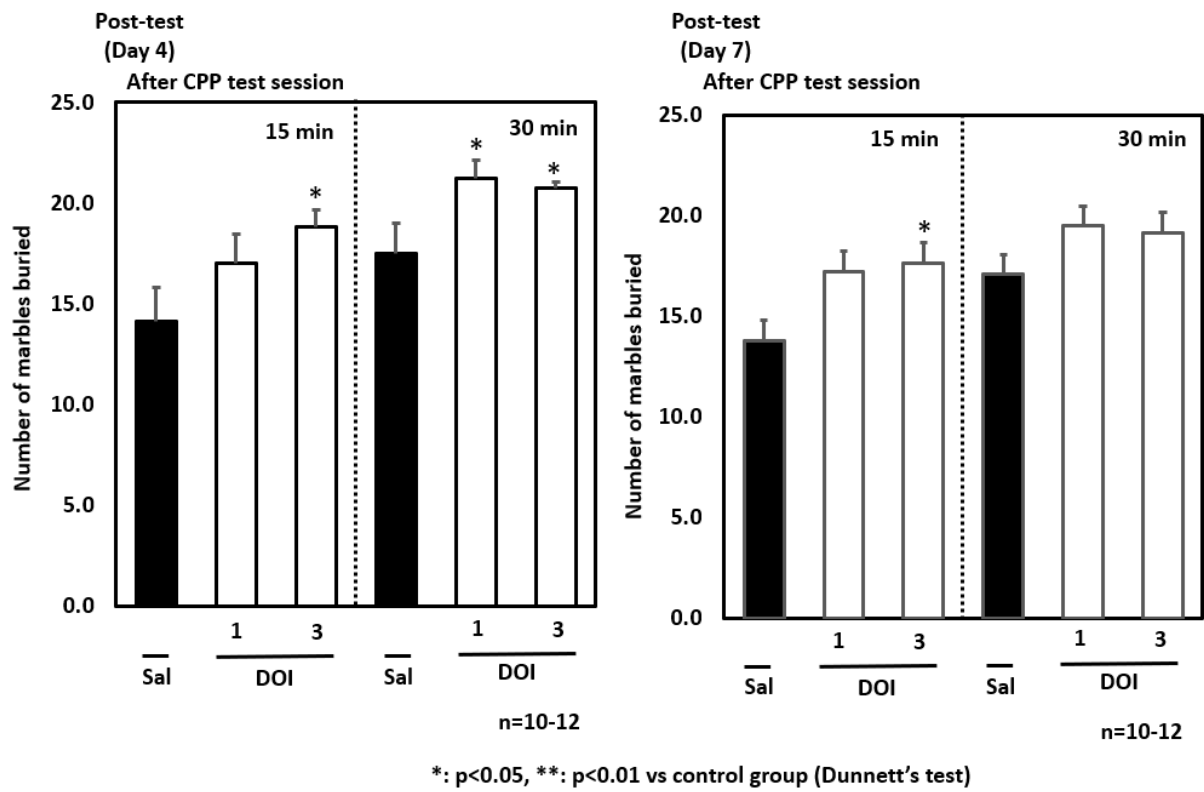 Post-test
(Day 4)
After CPP test session
25.0
20.0
15.0
10.0
5.0
0.0
Number of marbles buried
15 min
30 min
*
*
*
1
3
1
3
Sal
DOI
Sal
DOI
n=10-12
Post-test
(Day 7)
After CPP test session
25.0
20.0
15.0
10.0
5.0
0.0
Number of marbles buried
15 min
30 min
*
1
3
1
3
Sal
DOI
Sal
DOI
n=10-12
*: p<0.05, **: p<0.01 vs control group (Dunnett’s test)